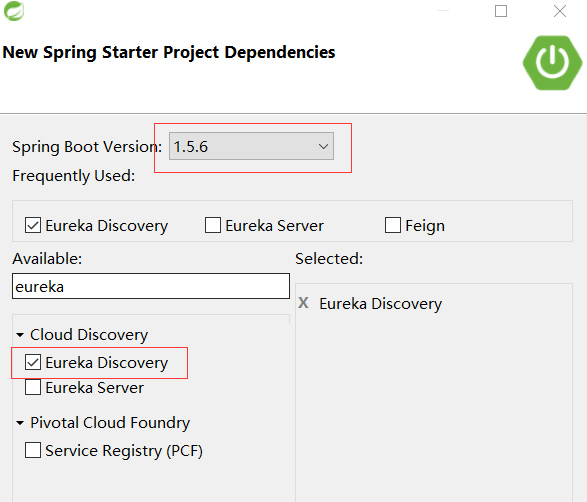 New Spring Starter Project Dependencies
Spring Boot Version: 1.5.6
Frequently Used:
Eureka Discovery Eureka Server Feign
Available: Selected:
eureka
X Eureka Discovery
Cloud Discovery
Eureka Discovery
Eureka Server
Pivotal Cloud Foundry
Service Registry (PCF)